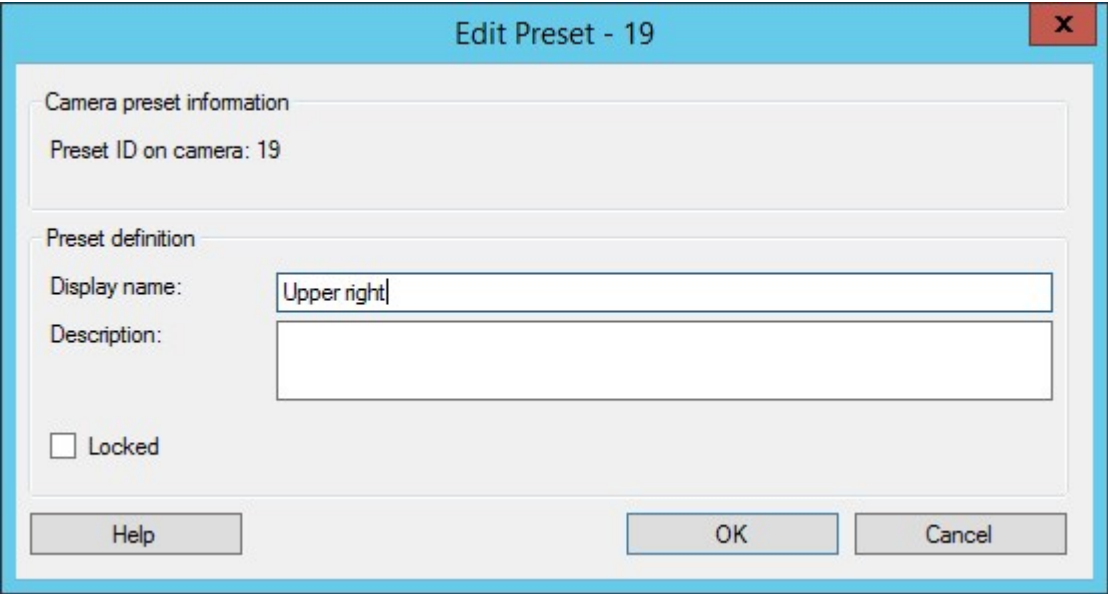 Edit Preset - 19
x
Camera preset information
Preset ID on camera: 19
Preset definition
Display name:
Upper right
Description:
Locked
Help
OK
Cancel